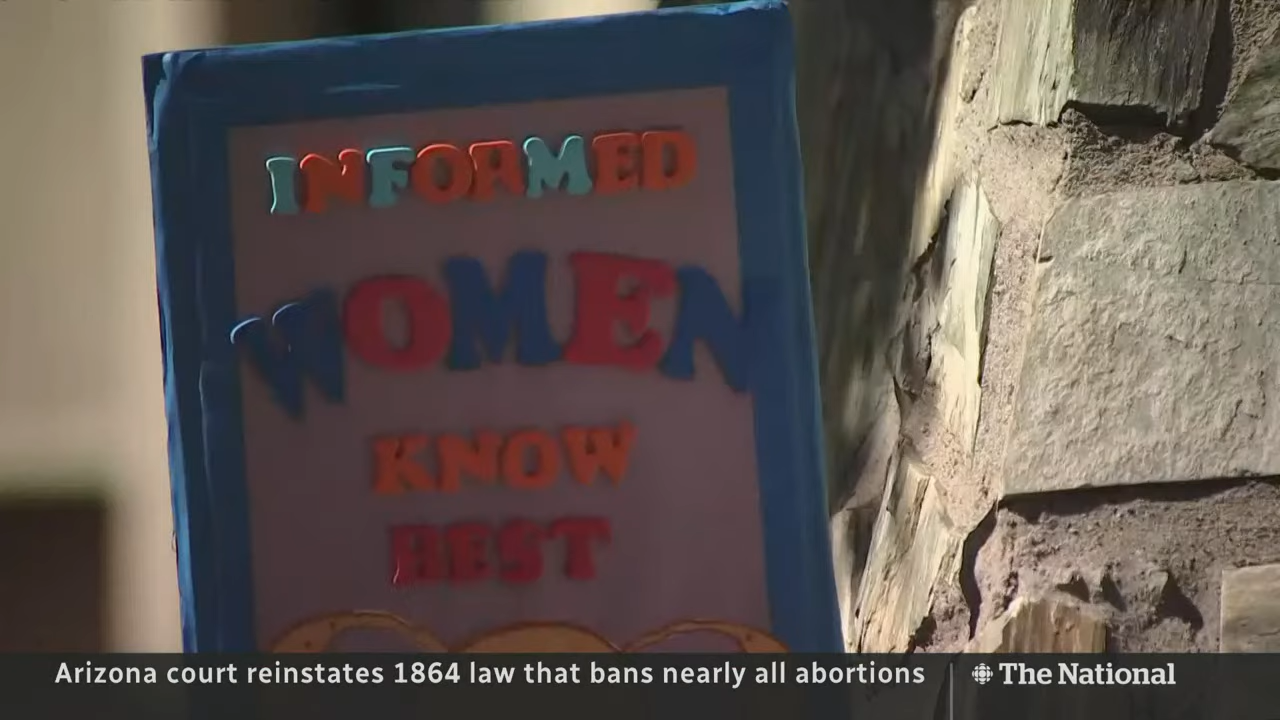 INFORMED
WOMEN
KNOW
BEST
Arizona court reinstates 1864 law that bans nearly all abortions
The National